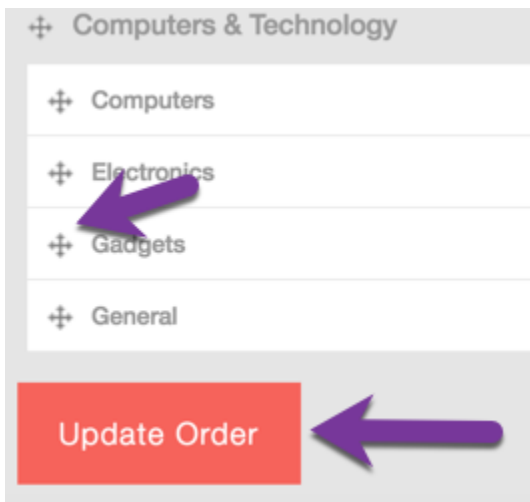 Computers & Technology
Computers
Electronics
Gadgets
General
Update Order